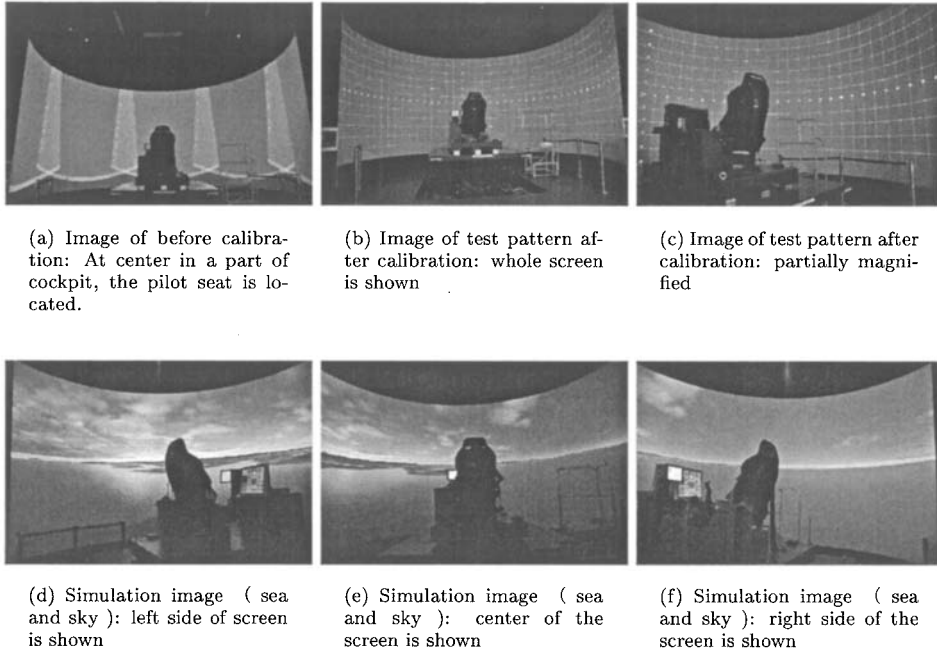 (a) Image of before calibra-
tion: At center in a part of
cockpit, the pilot seat is lo-
cated.
(b) Image of test pattern af-
ter calibration: whole screen
is shown
(c) Image of test pattern after
calibration: partially magni-
fied
(d) Simulation image ( sea
and sky ): left side of screen
is shown
(e) Simulation image ( sea
and sky ): center of the
screen is shown
(f) Simulation image ( sea
and sky ): right side of the
screen is shown